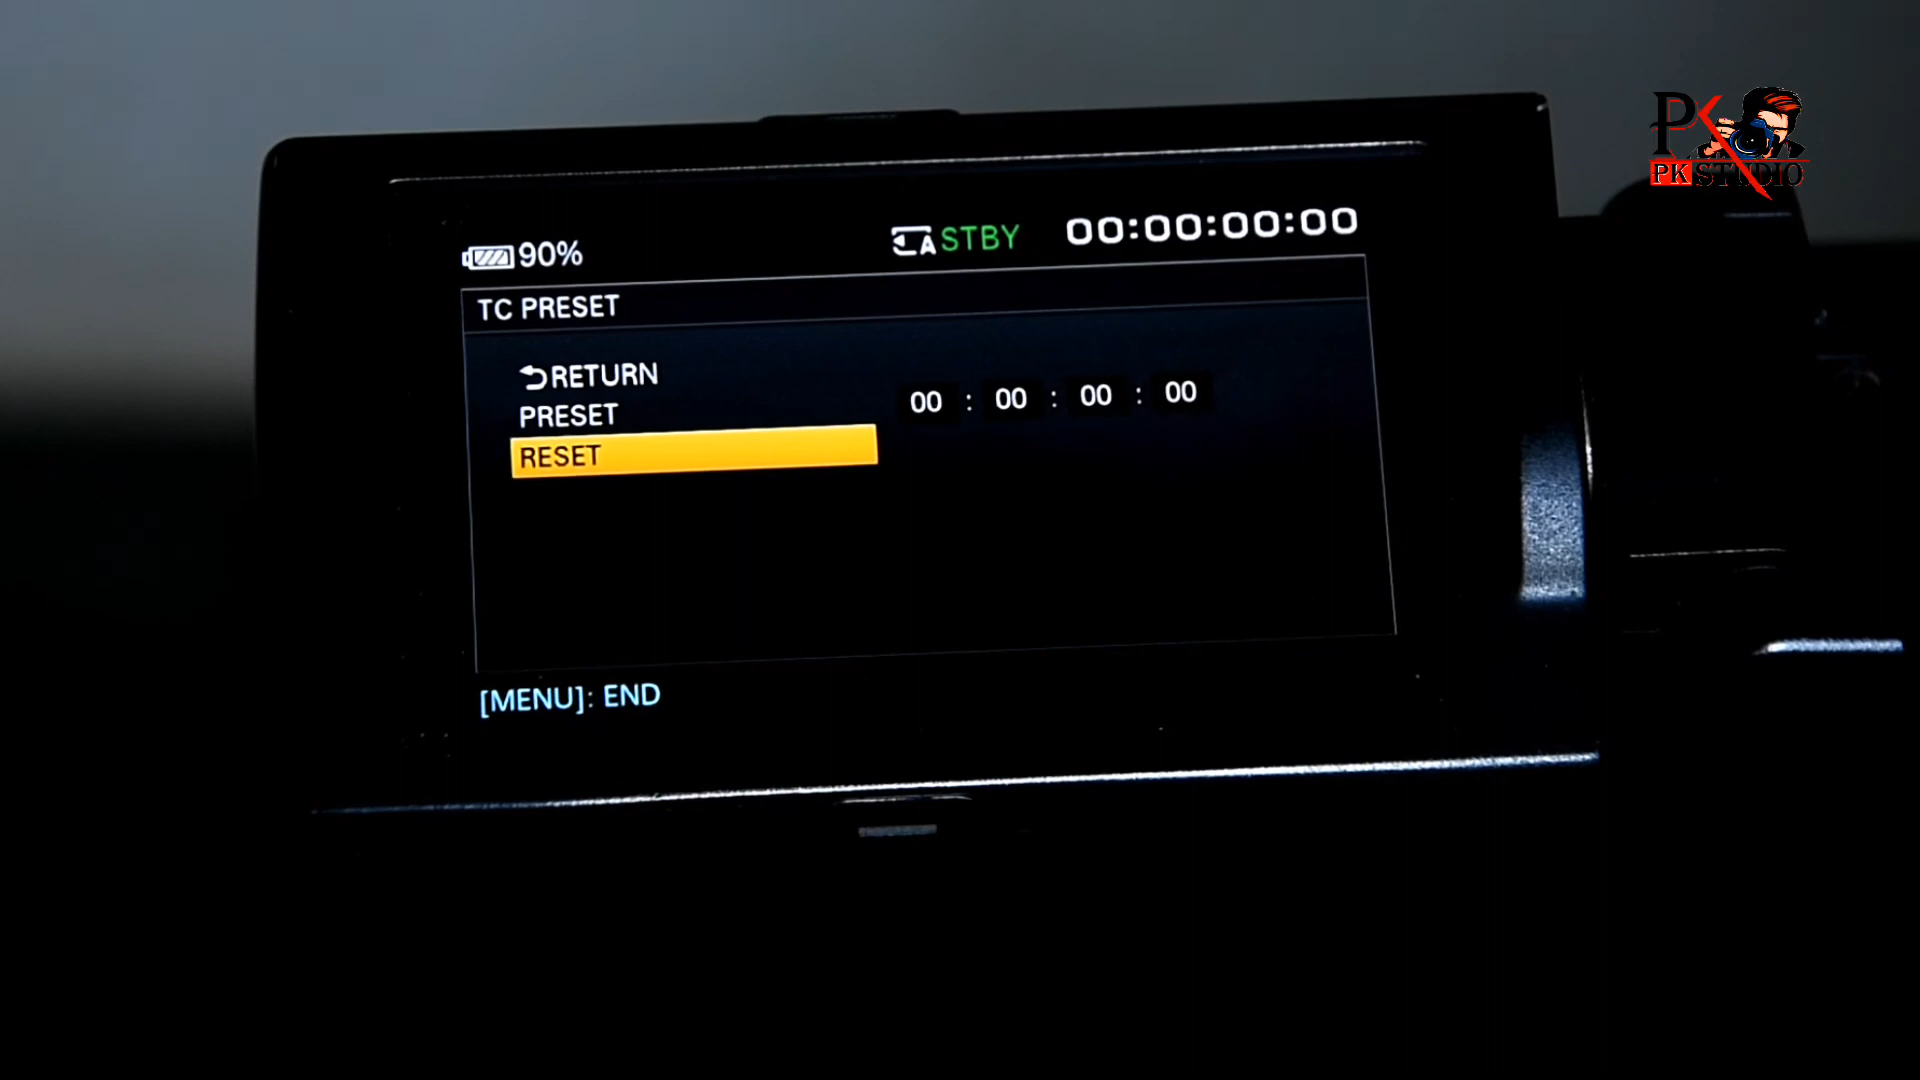 PK
PK STUDIO
90%
A STBY 00:00:00:00
TC PRESET
RETURN
PRESET 00 : 00 : 00 : 00
RESET
[MENU]: END